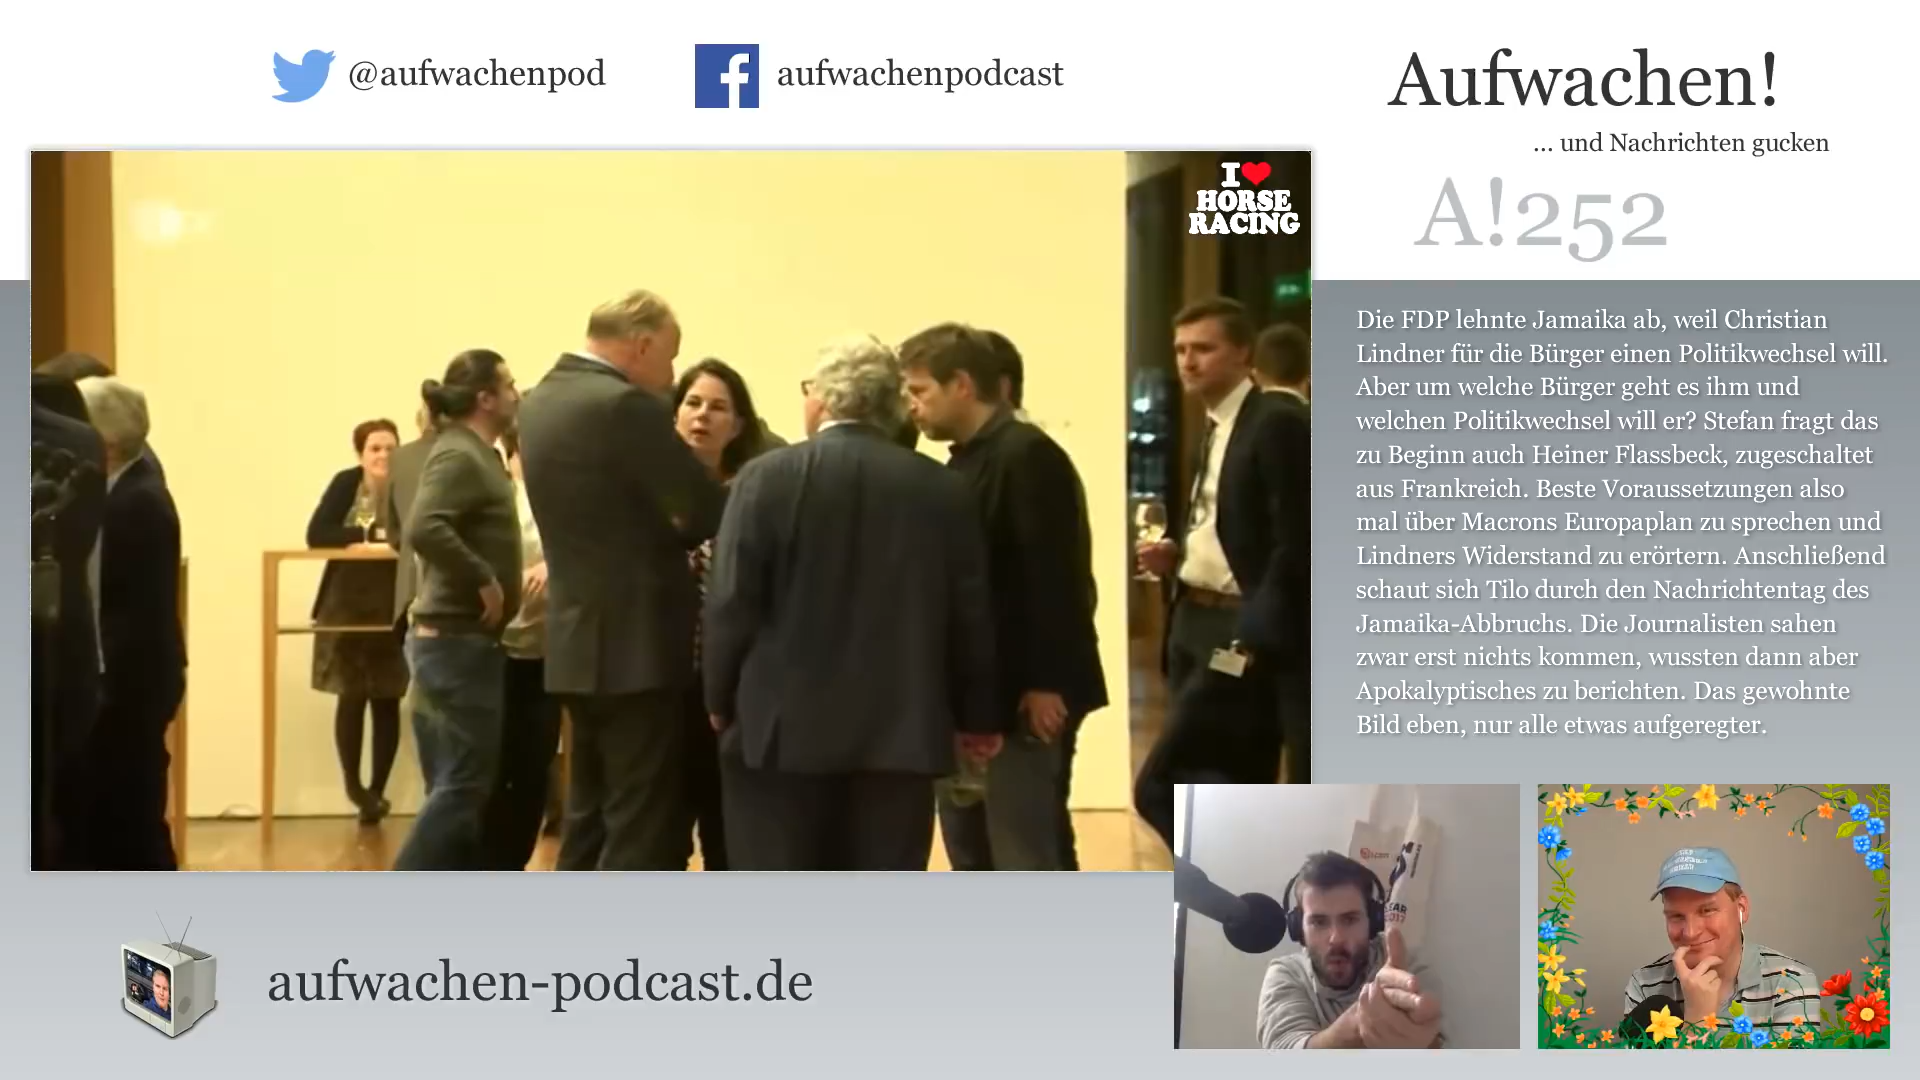 @aufwachenpod
aufwachenpodcast
Aufwachen!
... und Nachrichten gucken
A!252
I
HORSE
RACING
Die FDP lehnte Jamaika ab, weil Christian
Lindner für die Bürger einen Politikwechsel will.
Aber um welche Bürger geht es ihm und
welchen Politikwechsel will er? Stefan fragt das
zu Beginn auch Heiner Flassbeck, zugeschaltet
aus Frankreich. Beste Voraussetzungen also
mal über Macrons Europaplan zu sprechen und
Lindners Widerstand zu erörtern. Anschließend
schaut sich Tilo durch den Nachrichtentag des
Jamaika-Abbruchs. Die Journalisten sahen
zwar erst nichts kommen, wussten dann aber
Apokalyptisches zu berichten. Das gewohnte
Bild eben, nur alle etwas aufgeregter.
2017
aufwachen-podcast.de